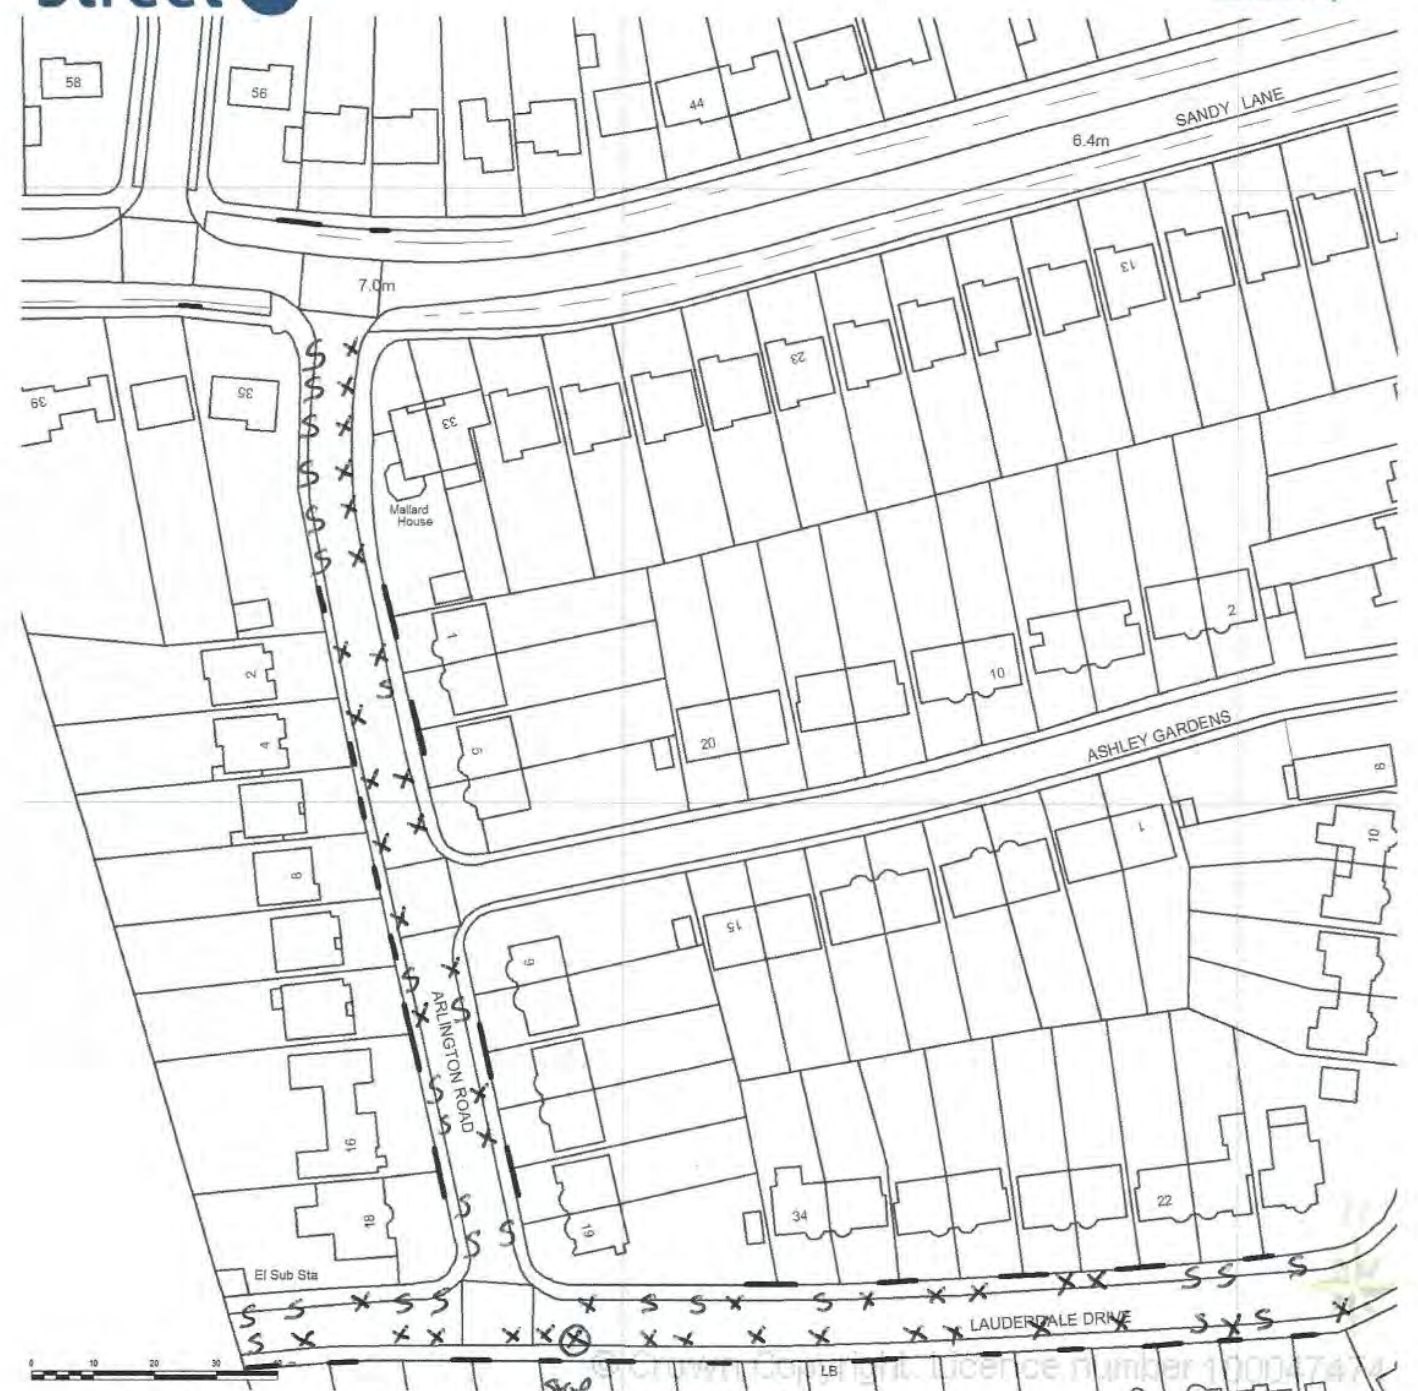 58
56
44
SANDY LANE
6.4m
7.0m
13
23
39
35
33
S X
S X
S X
S X
Mallard
House
S X
S X
1
2
2
X X
10
S
X
5
4
20
ASHLEY GARDENS
8
X X
X
X
1
10
8
15
X
9
S X
X S
ARLINGTON ROAD
S X
S X
16
22
34
S
18
19
S S
El Sub Sta
S S X S S X S S X S X X X X X S S S
S X X X X X X X X X X X LAUDERDALE DRIVE X X S X S X
0 10 20 30
© Crown Copyright. Licence number 100047474
LB